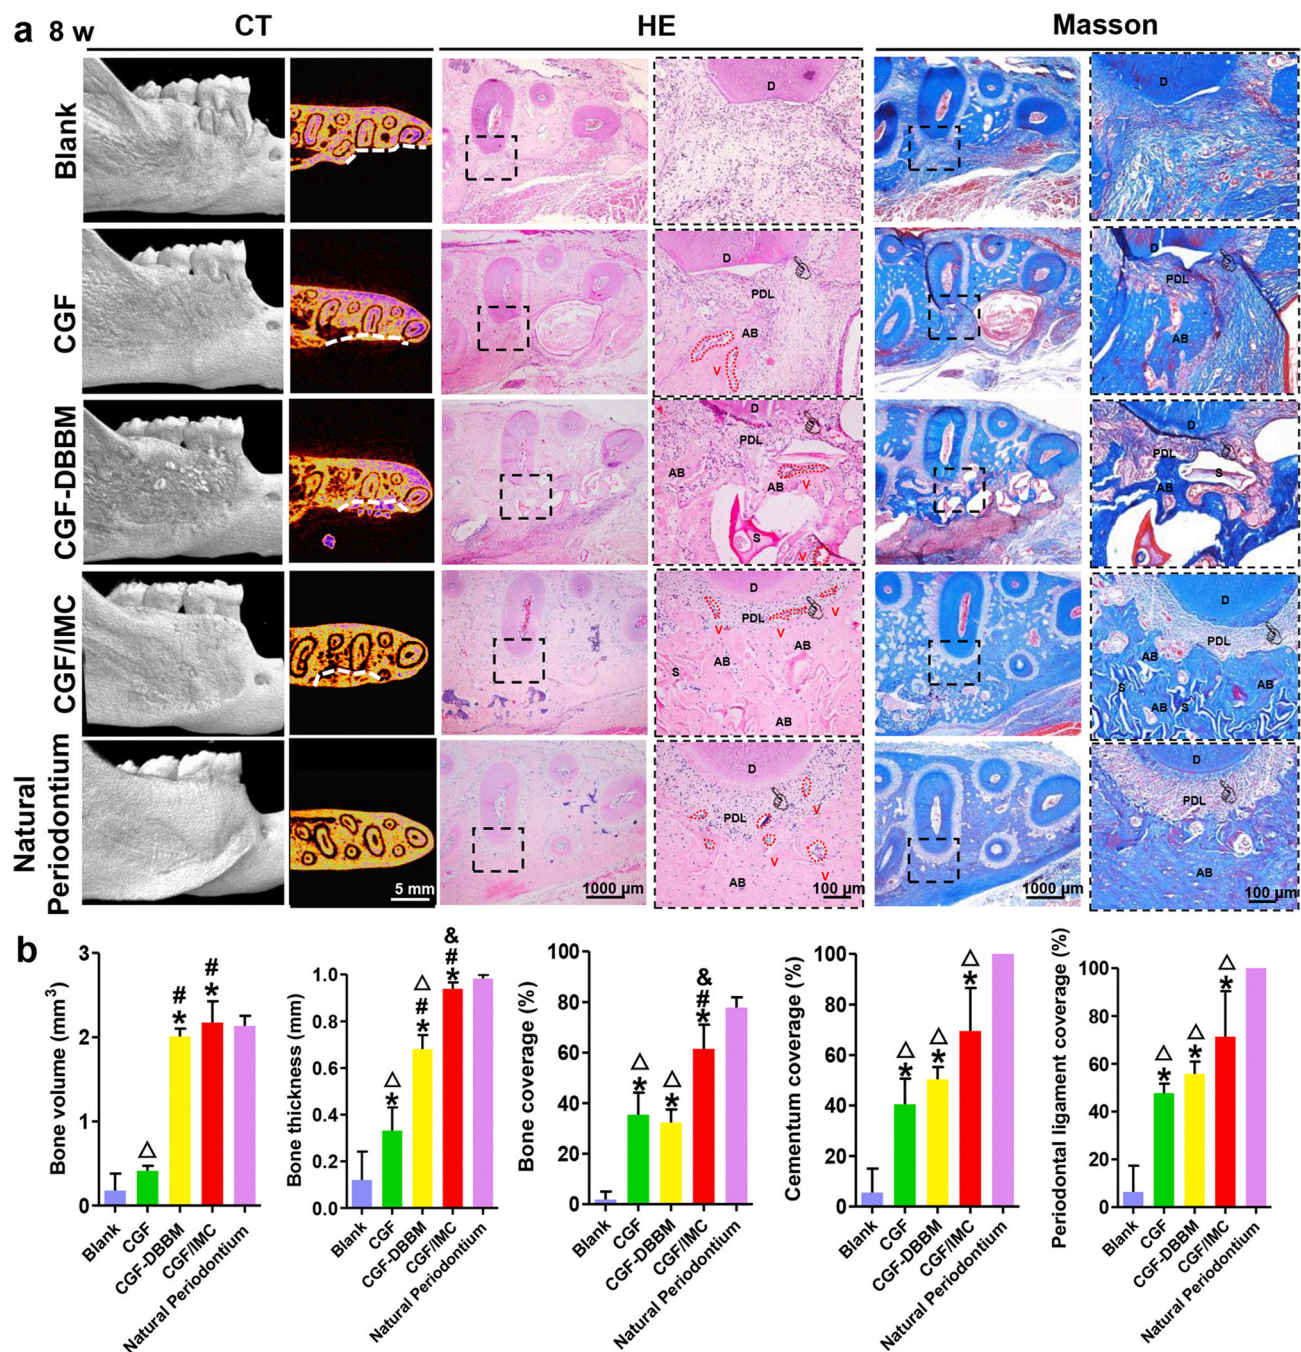 a 8 w CT HE Masson
Blank
D
D
CGF
D
PDL
AB
V
D
PDL
AB
CGF-DBBM
D
PDL
AB
AB
V
S
V
D
PDL
S
AB
CGF/IMC
D
PDL
V
V
V
AB
AB
S
AB
D
PDL
AB
S
AB
S
AB
Natural
Periodontium
D
V
PDL
V
V
AB
D
PDL
AB
5 mm
1000 µm
100 µm
1000 µm
100 µm
b
Bone volume (mm3)
3
2
1
0
△
#
*
#
*
Blank
CGF
CGF-DBBM
CGF/IMC
Natural Periodontium
Bone thickness (mm)
1.0
0.8
0.6
0.4
0.2
0.0
△
*
△
#
*
&
#
*
Blank
CGF
CGF-DBBM
CGF/IMC
Natural Periodontium
Bone coverage (%)
100
80
60
40
20
0
△
*
△
*
&
#
*
Blank
CGF
CGF-DBBM
CGF/IMC
Natural Periodontium
Cementum coverage (%)
100
80
60
40
20
0
△
*
△
*
△
*
Blank
CGF
CGF-DBBM
CGF/IMC
Natural Periodontium
Periodontal ligament coverage (%)
100
80
60
40
20
0
△
*
△
*
△
*
Blank
CGF
CGF-DBBM
CGF/IMC
Natural Periodontium